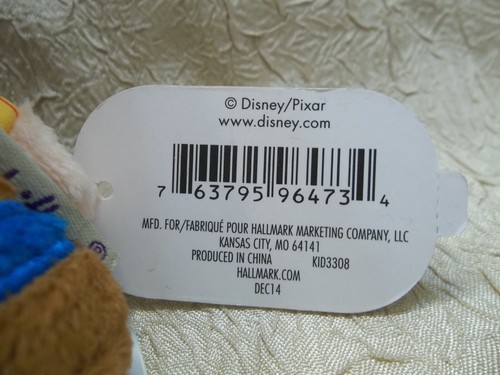 © Disney/Pixar
www.disney.com
7 63795 96473 4
MFD. FOR/FABRIQUÉ POUR HALLMARK MARKETING COMPANY, LLC
KANSAS CITY, MO 64141
PRODUCED IN CHINA KID3308
HALLMARK.COM
DEC14
®